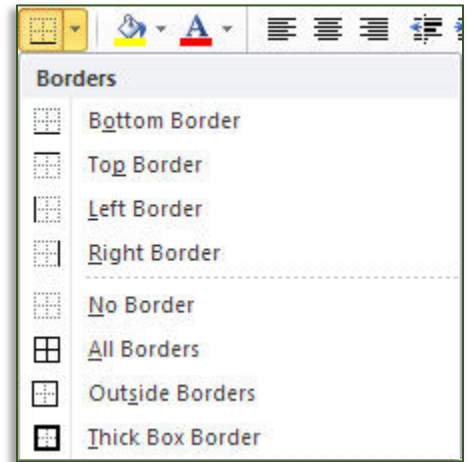 A
Borders
Bottom Border
Top Border
Left Border
Right Border
No Border
All Borders
Outside Borders
Thick Box Border